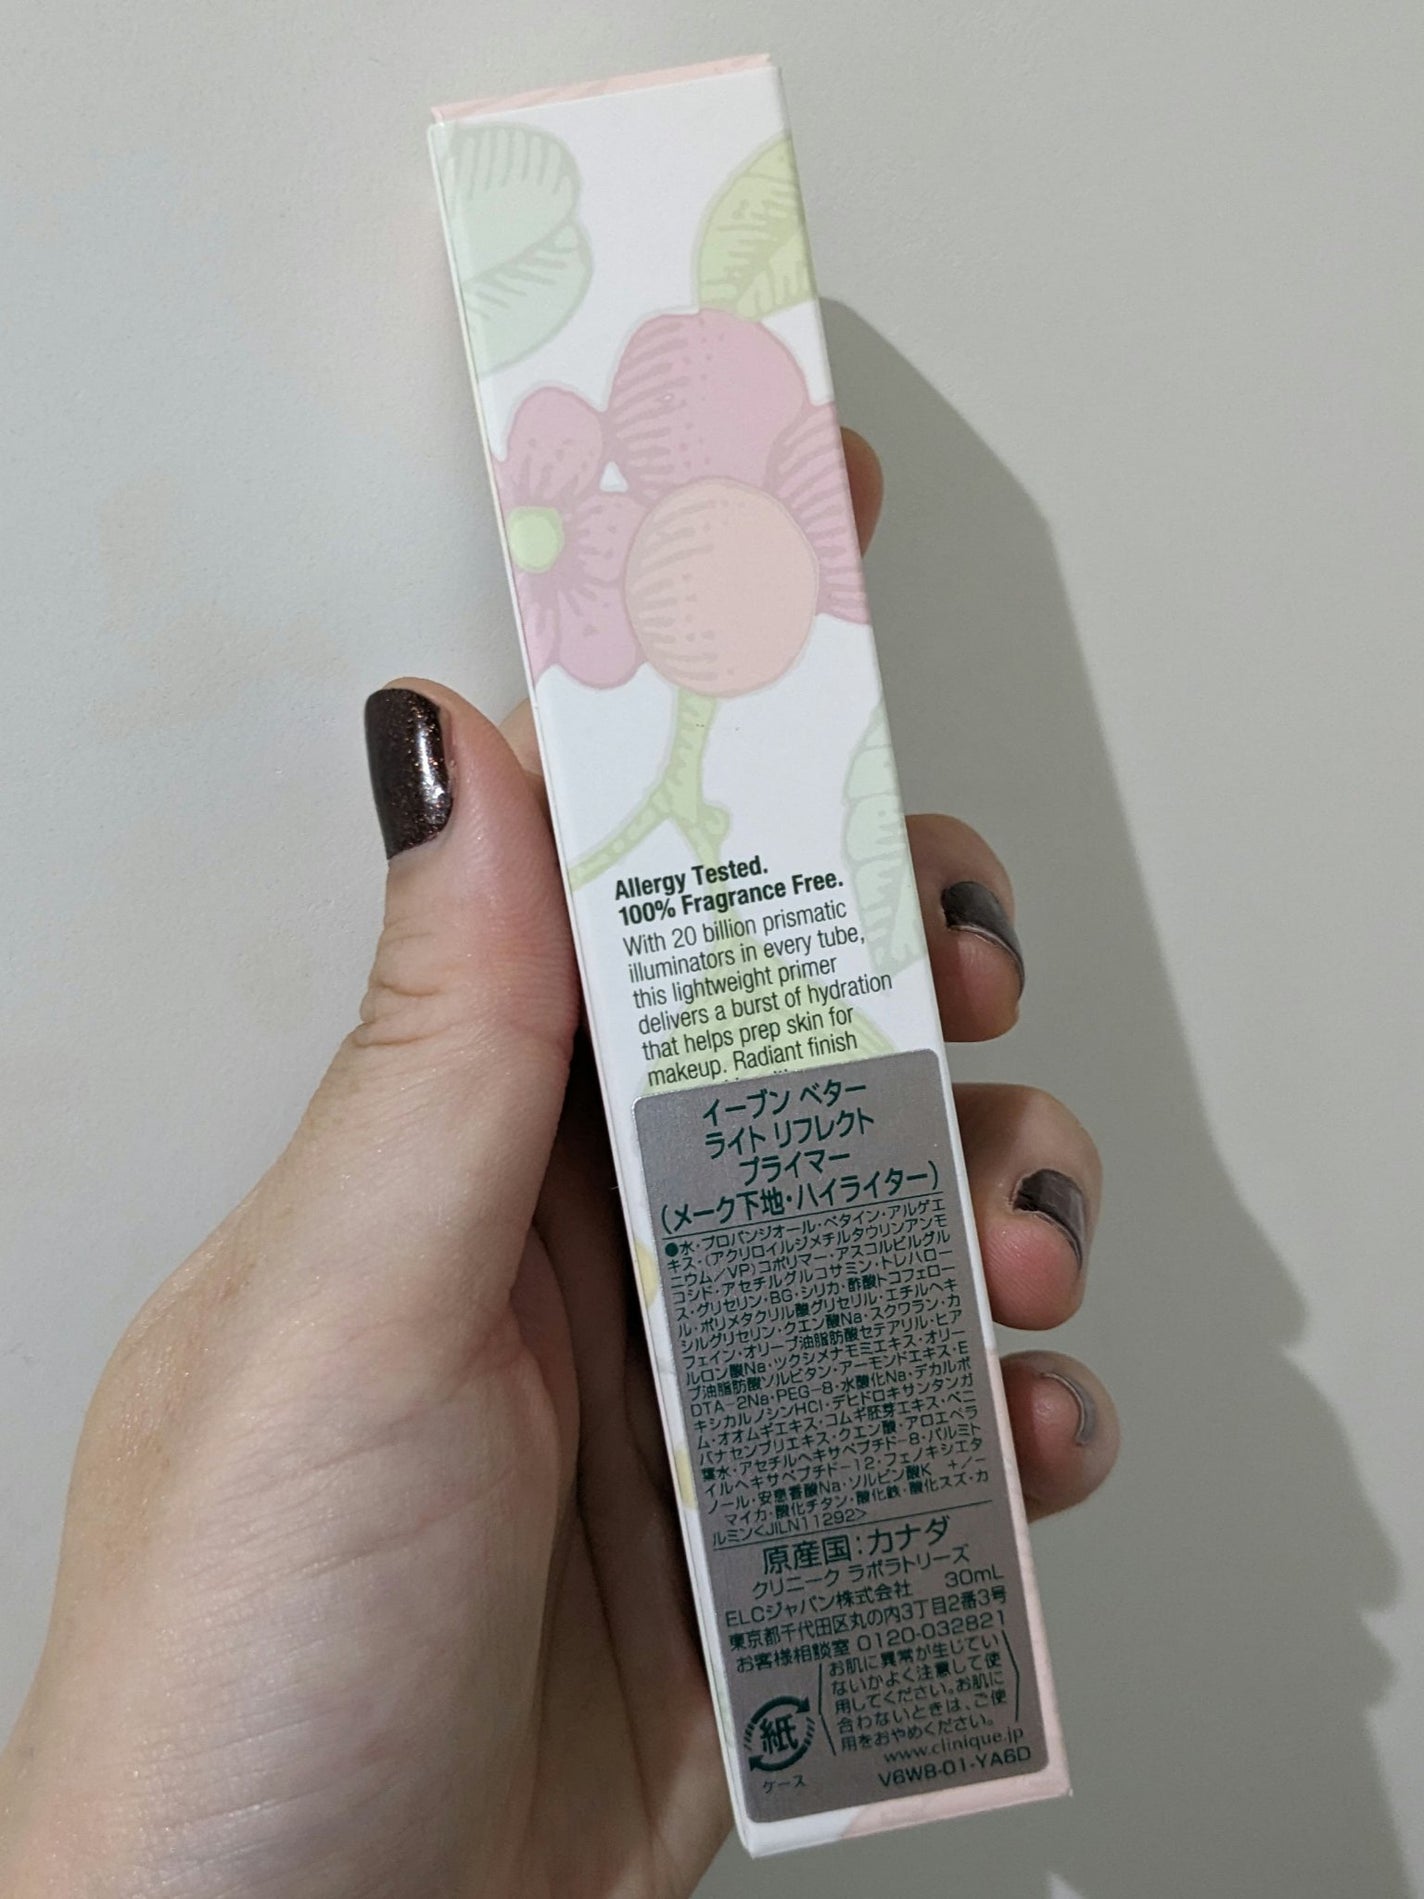 Allergy Tested.
100% Fragrance Free.
With 20 billion prismatic
illuminators in every tube,
this lightweight primer
delivers a burst of hydration
that helps prep skin for
makeup. Radiant finish
イーブン ベター
ライト リフレクト
プライマー
(メーク下地・ハイライター)
●水・プロパンジオール・ベタイン・アルゲエ
キス・(アクリロイルジメチルタウリンアンモ
ニウム/VP)コポリマー・アスコルビルグル
コシド・アセチルグルコサミン・トレハロー
ス・グリセリン・BG・シリカ・酢酸トコフェロー
ル・ポリメタクリル酸グリセリル・エチルヘキ
シルグリセリン・クエン酸Na・スクワラン・カ
フェイン・オリーブ油脂肪酸セテアリル・ヒア
ルロン酸Na・ツクシメナモミエキス・オリー
ブ油脂肪酸ソルビタン・アーモンドエキス・E
DTA-2Na・PEG-8・水酸化Na・デカルボ
キシカルノシンHCl・デヒドロキサンタンガ
ム・オオムギエキス・コムギ胚芽エキス・ベニ
バナセンブリエキス・クエン酸・アロエベラ
葉水・アセチルヘキサペプチド-8・パルミト
イルヘキサペプチド-12・フェノキシエタ
ノール・安息香酸Na・ソルビン酸K +/-
マイカ・酸化チタン・酸化鉄・酸化スズ・カ
ルミン<JILN11292>
原産国:カナダ
クリニーク ラボラトリーズ
ELCジャパン株式会社 30mL
東京都千代田区丸の内3丁目2番3号
お客様相談室 0120-032821
お肌に異常が生じてい
ないかよく注意して使
用してください。お肌に
合わないときは、ご使
用をおやめください。
紙
ケース
www.clinique.jp
V6W8-01-YA6D